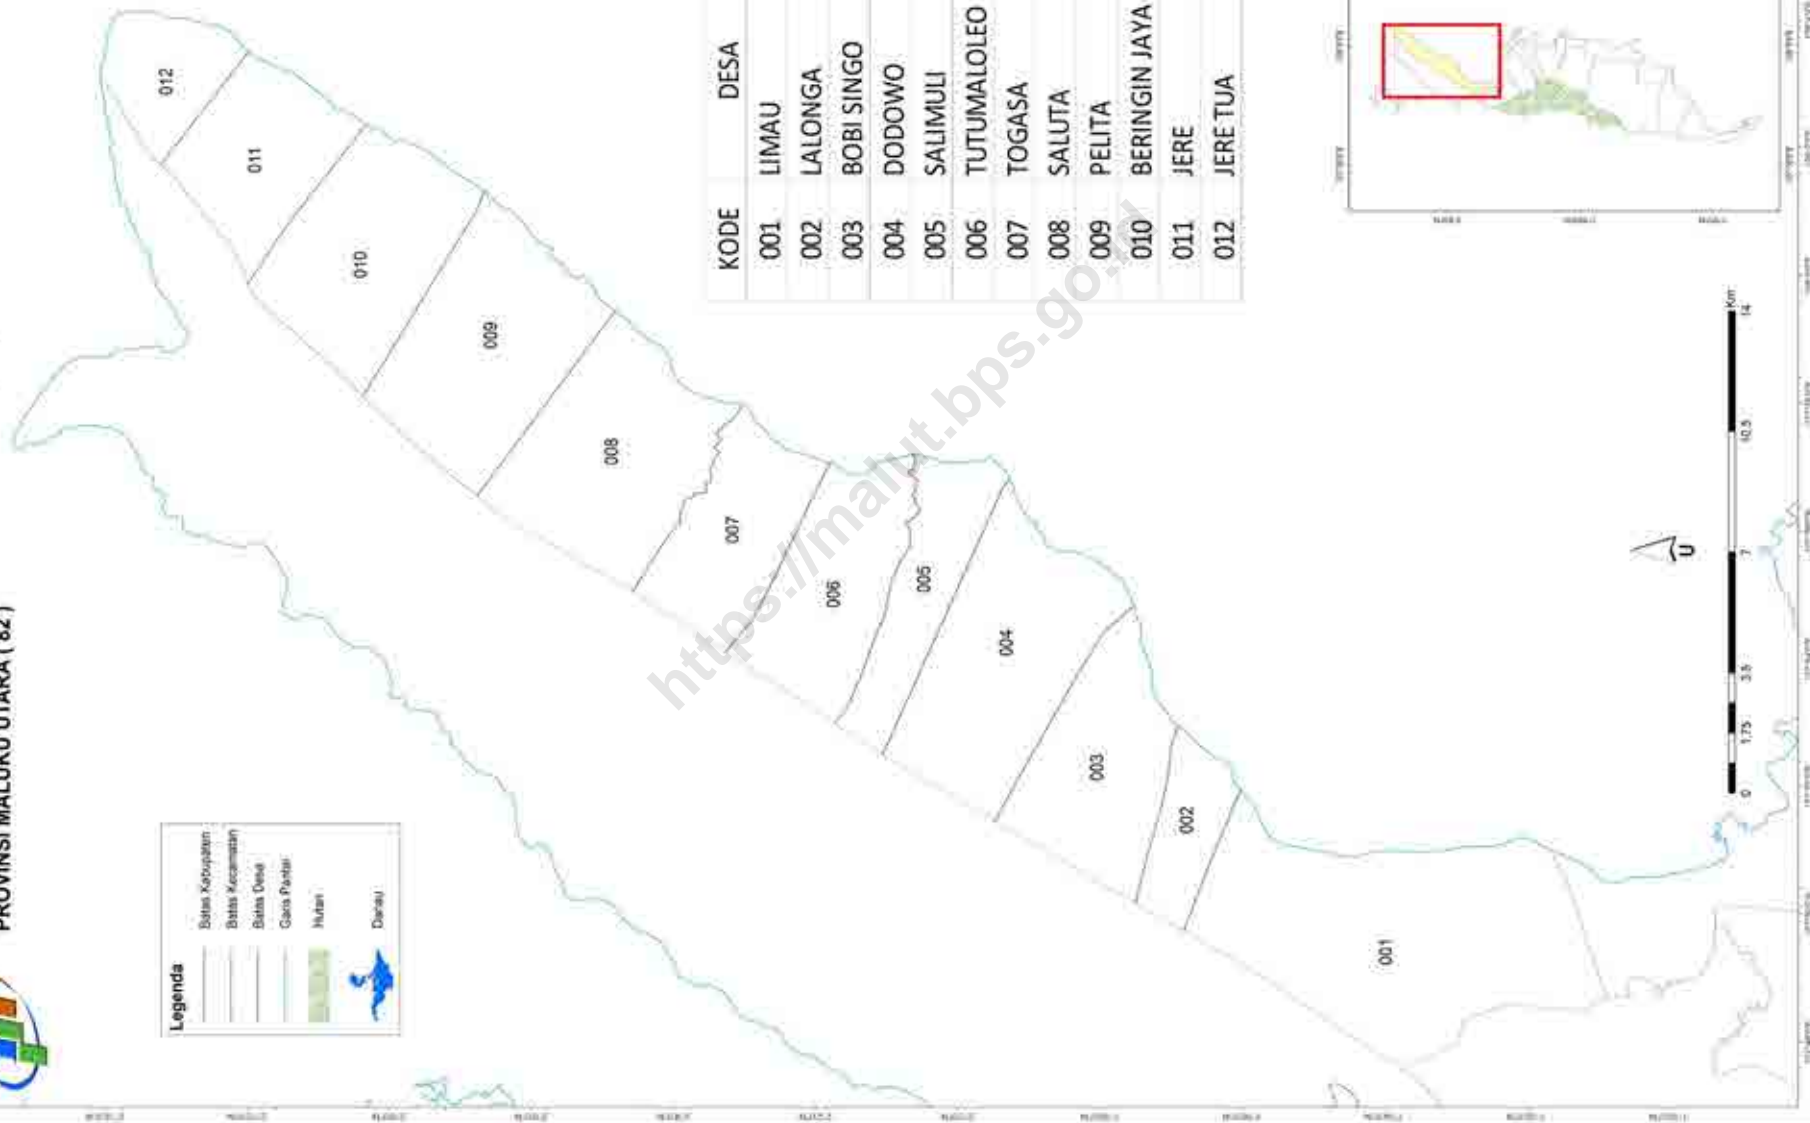 PROVINSI MALUKU UTARA ( 82 )
Legenda
Batas Kabupaten
Batas Kecamatan
Batas Desa
Garis Pantai
Hutan
Danau
012
011
010
009
008
007
006
005
004
003
002
001
KODE DESA
001 LIMAU
002 LALONGA
003 BOBI SINGO
004 DODOWO
005 SALIMULI
006 TUTUMALOLEO
007 TOGASA
008 SALUTA
009 PELITA
010 BERINGIN JAYA
011 JERE
012 JERE TUA
U
0 1.75 3.5 7 10.5 14
Km
https://malut.bps.go.id